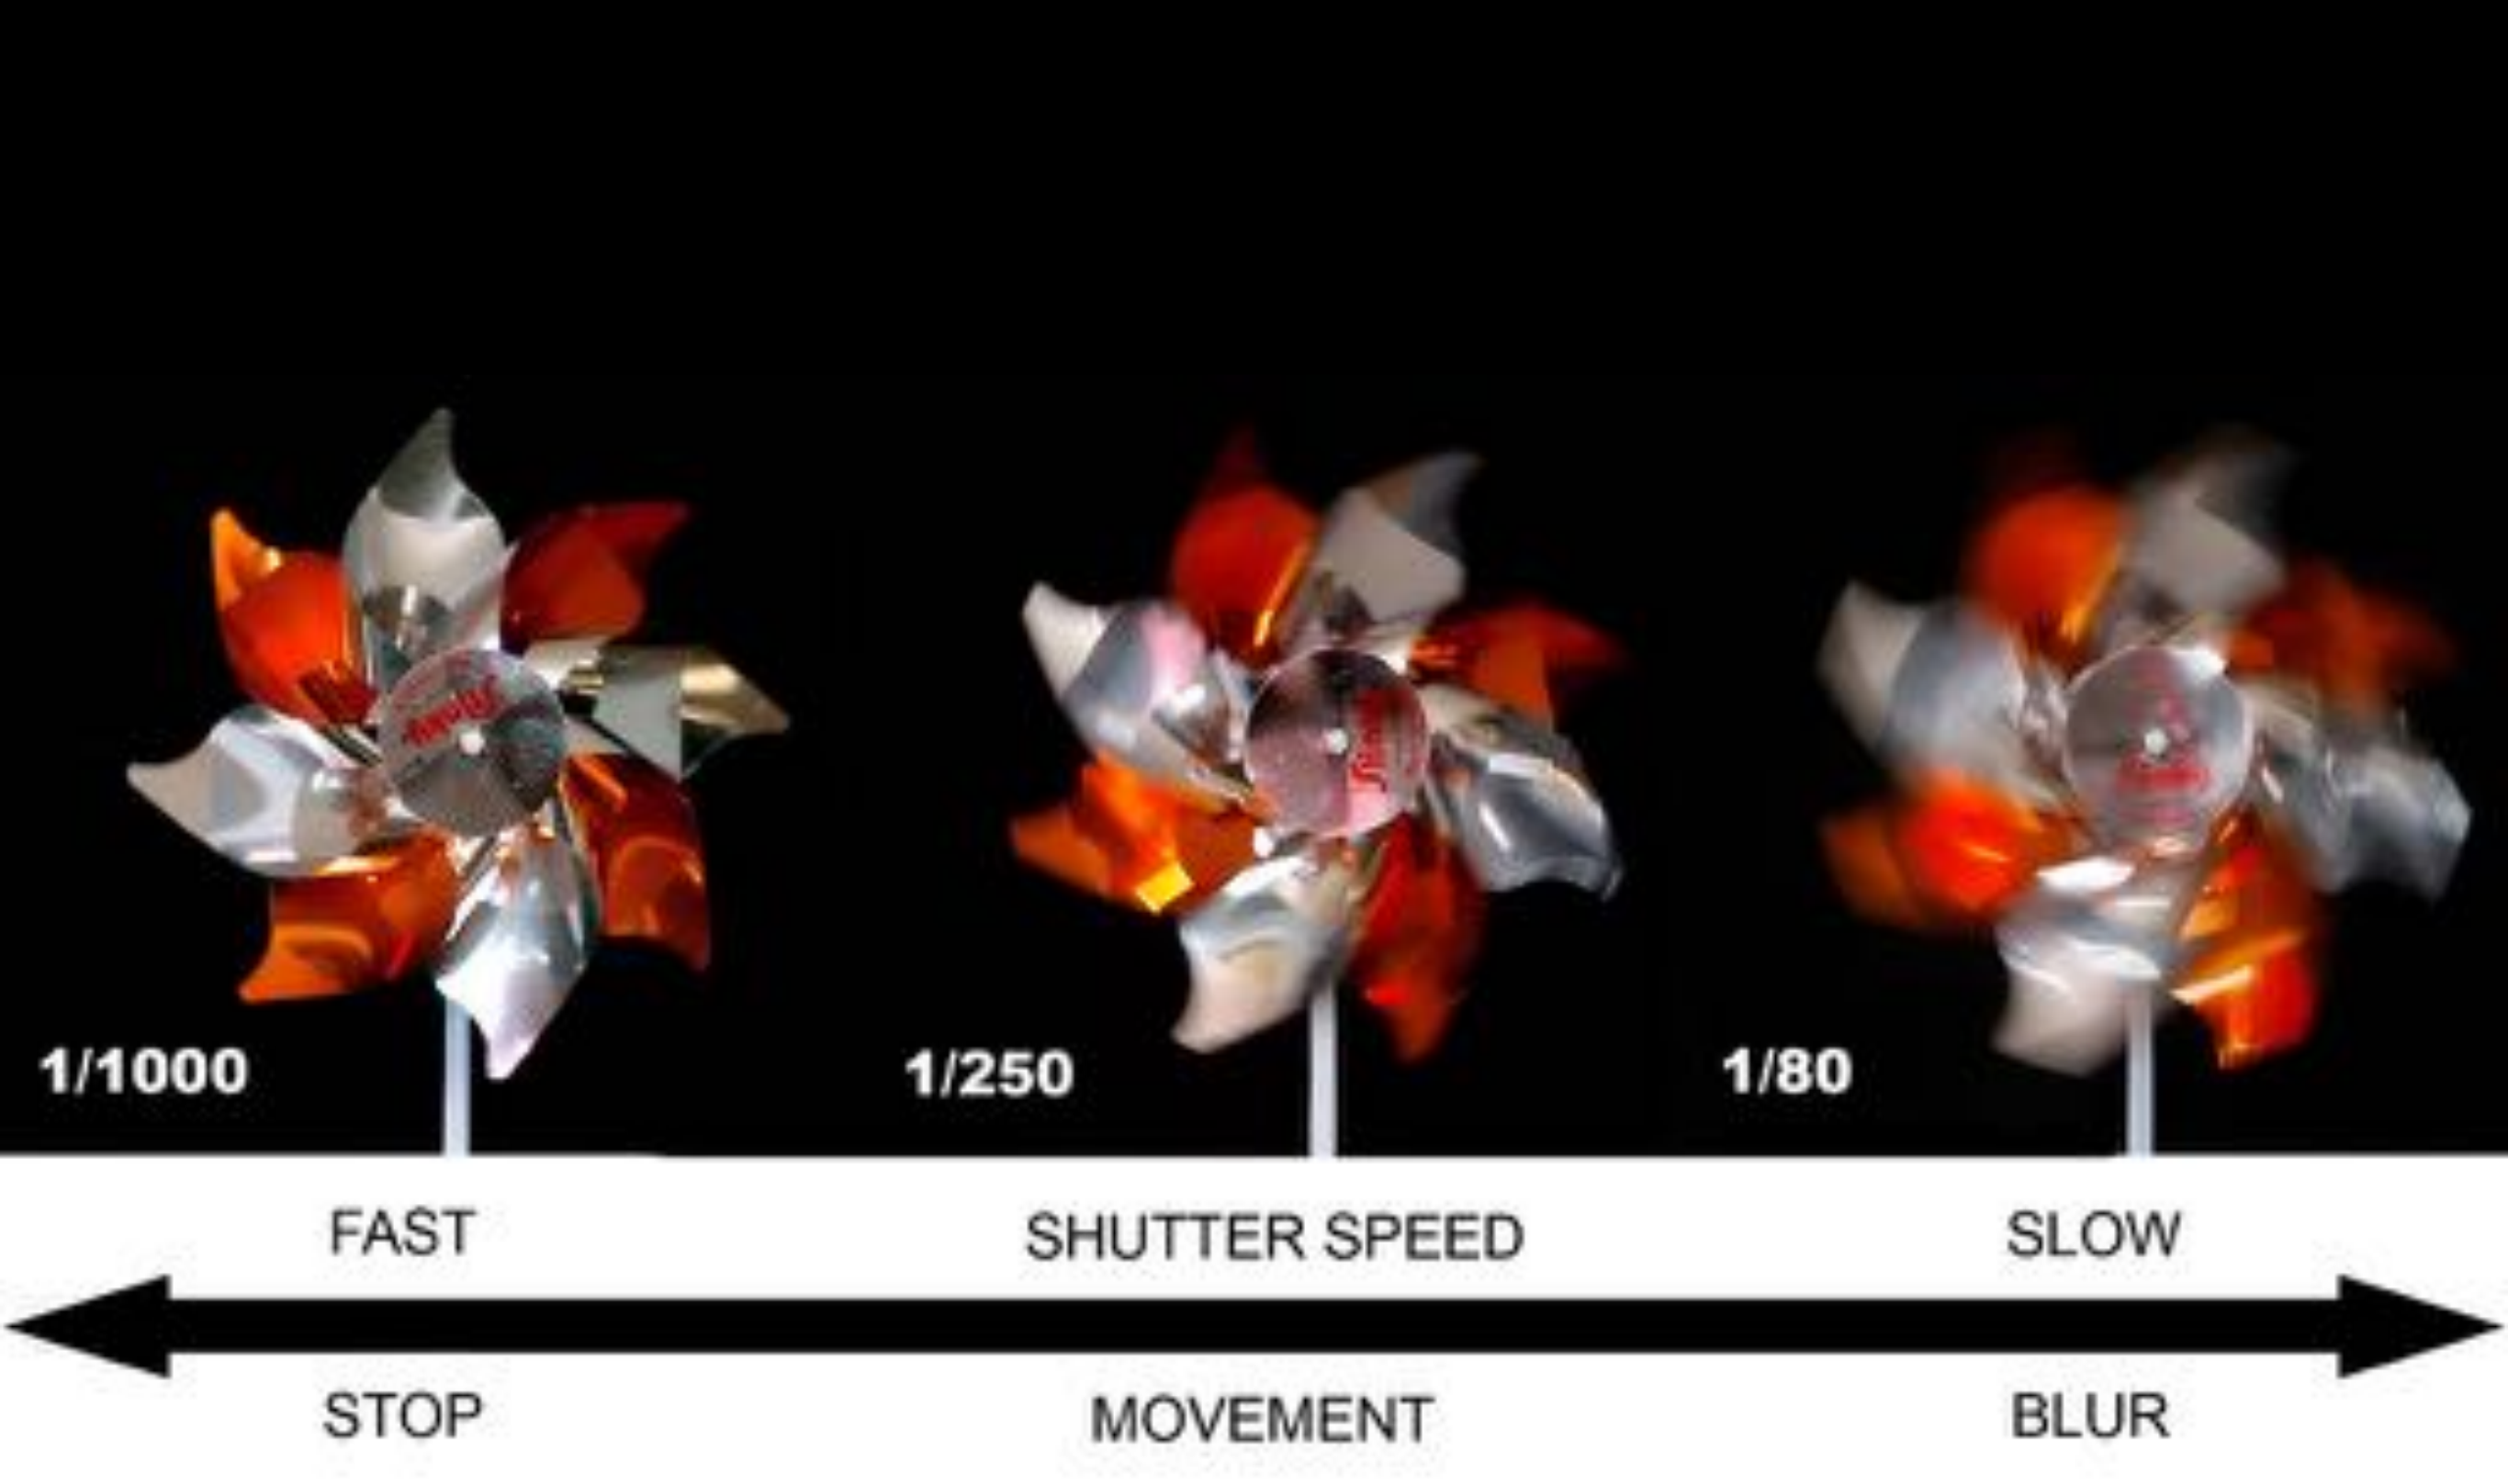 1/1000
1/250
1/80
FAST
SHUTTER SPEED
SLOW
STOP
MOVEMENT
BLUR